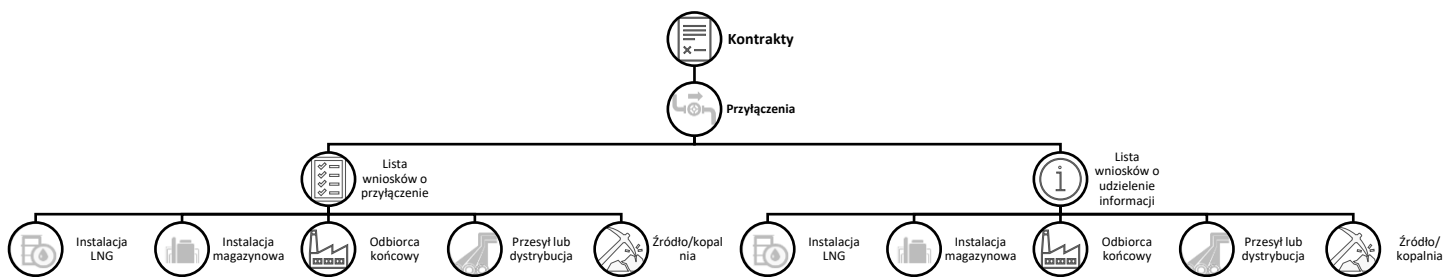 Kontrakty
Przyłączenia
Lista
wniosków o
przyłączenie
Lista
wniosków o
udzielenie
informacji
Instalacja
LNG
Instalacja
magazynowa
Odbiorca
końcowy
Przesył lub
dystrybucja
Źródło/kopal
nia
Instalacja
LNG
Instalacja
magazynowa
Odbiorca
końcowy
Przesył lub
dystrybucja
Źródło/
kopalnia